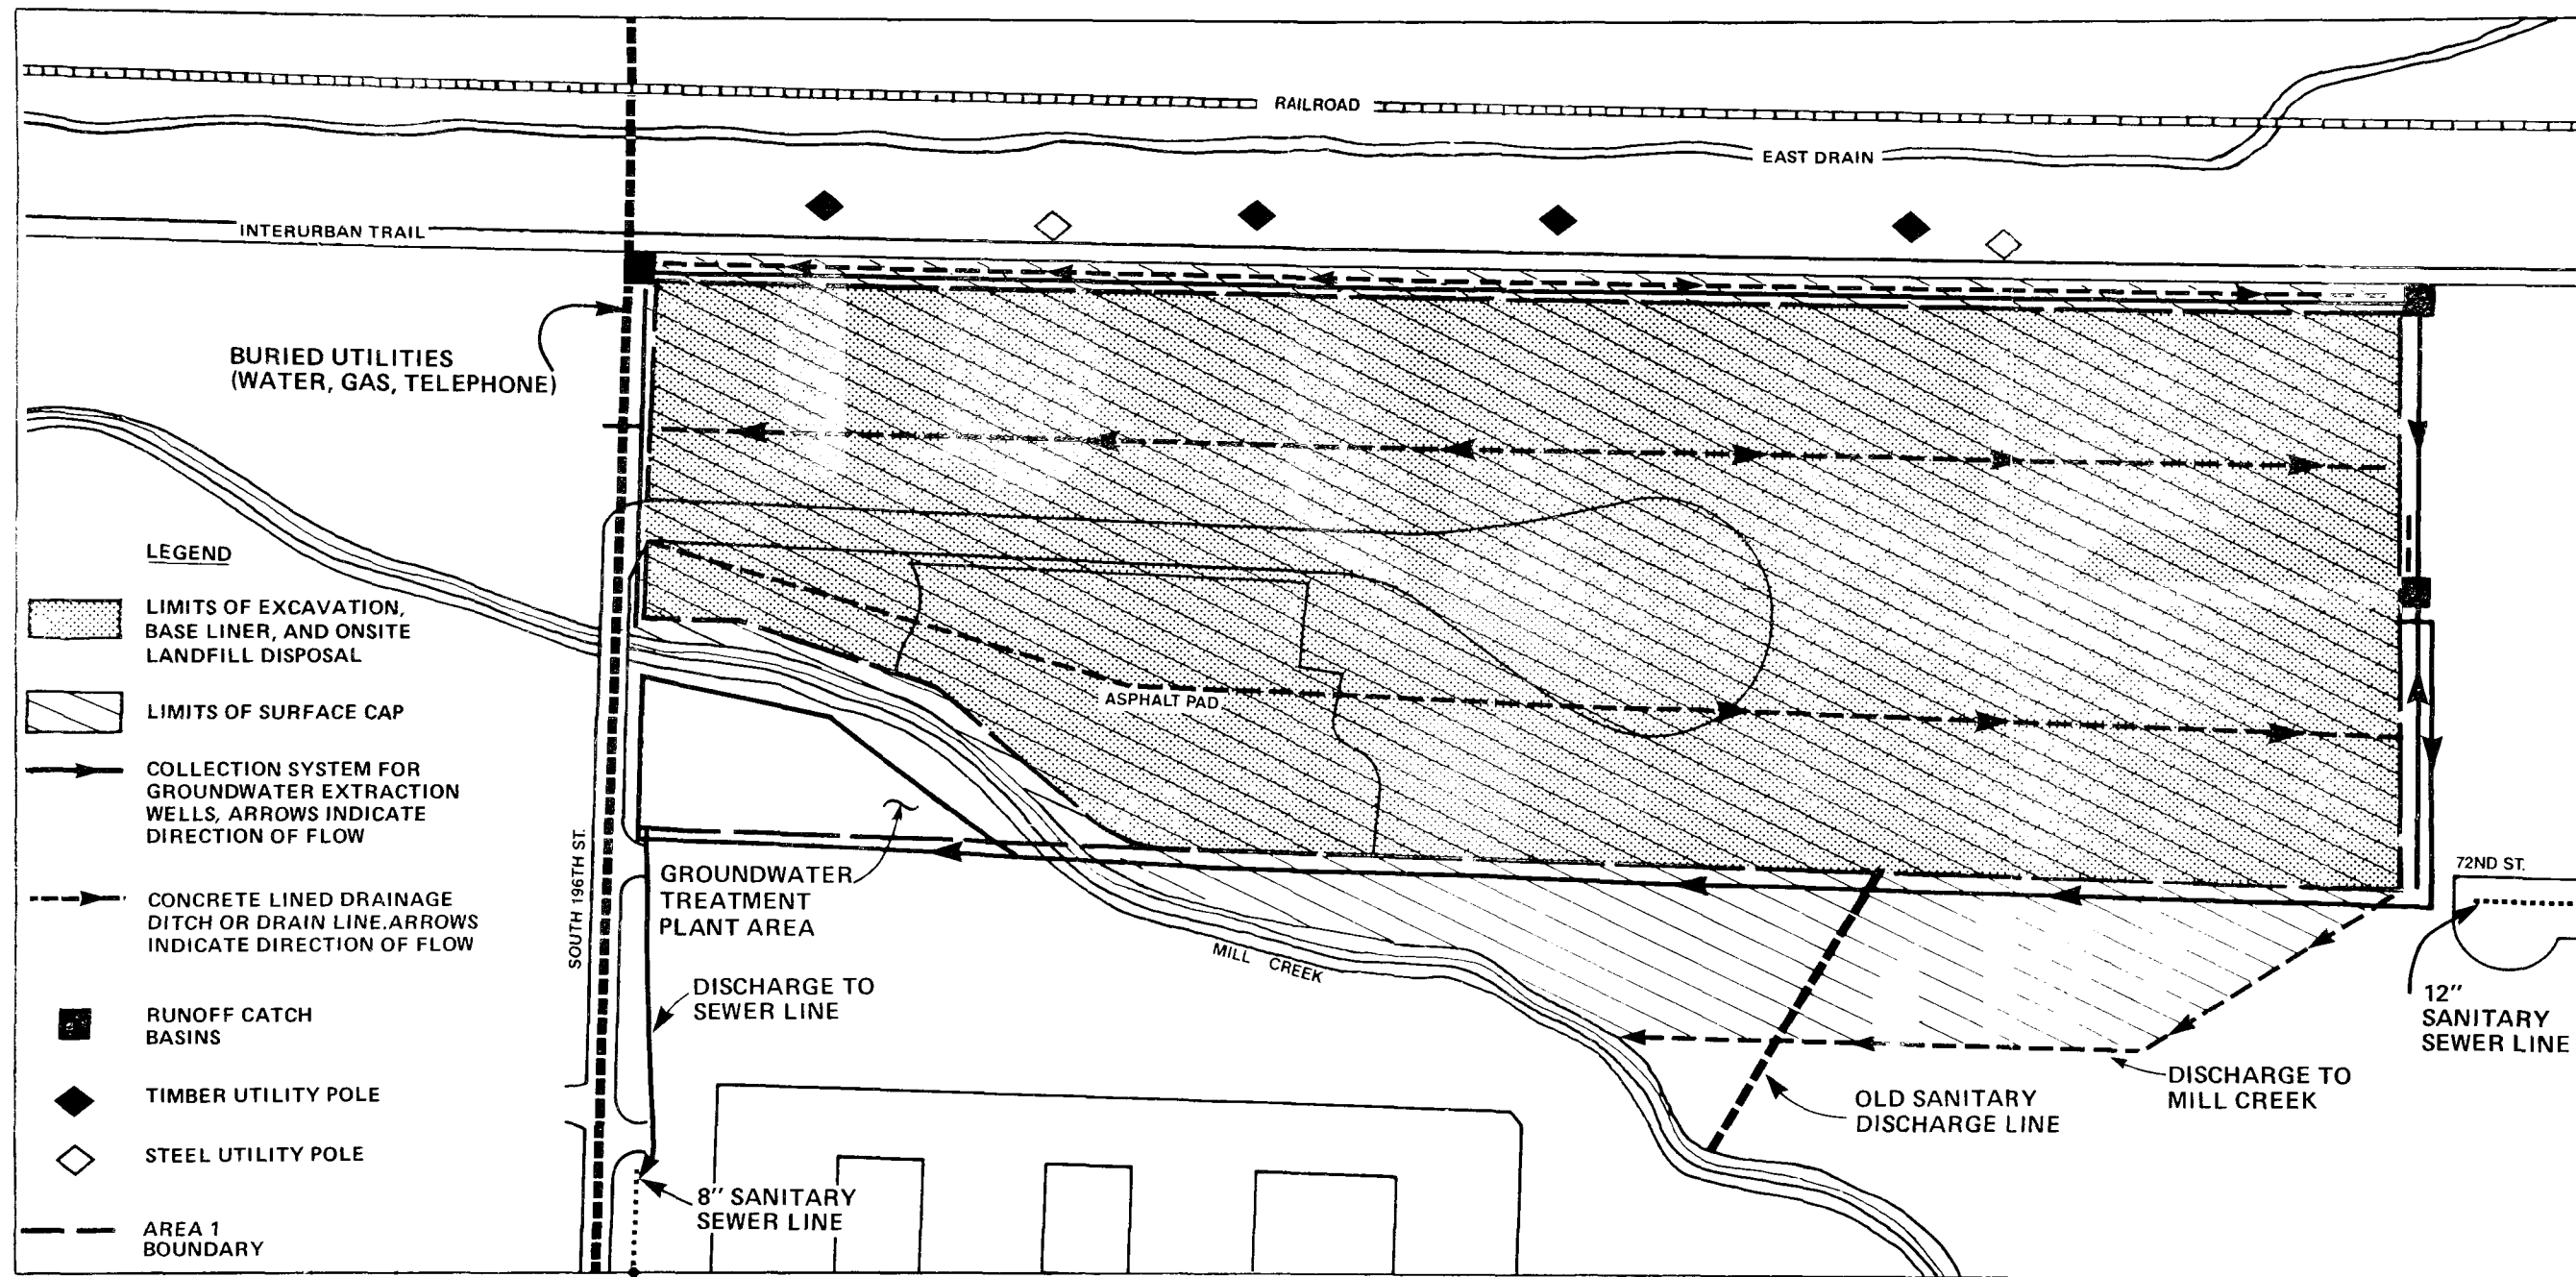 RAILROAD
EAST DRAIN
INTERURBAN TRAIL
BURIED UTILITIES
(WATER, GAS, TELEPHONE)
LEGEND
LIMITS OF EXCAVATION,
BASE LINER, AND ONSITE
LANDFILL DISPOSAL
LIMITS OF SURFACE CAP
COLLECTION SYSTEM FOR
GROUNDWATER EXTRACTION
WELLS, ARROWS INDICATE
DIRECTION OF FLOW
CONCRETE LINED DRAINAGE
DITCH OR DRAIN LINE.ARROWS
INDICATE DIRECTION OF FLOW
RUNOFF CATCH
BASINS
TIMBER UTILITY POLE
STEEL UTILITY POLE
AREA 1
BOUNDARY
SOUTH 196TH ST.
ASPHALT PAD
GROUNDWATER
TREATMENT
PLANT AREA
MILL CREEK
DISCHARGE TO
SEWER LINE
8" SANITARY
SEWER LINE
OLD SANITARY
DISCHARGE LINE
DISCHARGE TO
MILL CREEK
72ND ST.
12"
SANITARY
SEWER LINE